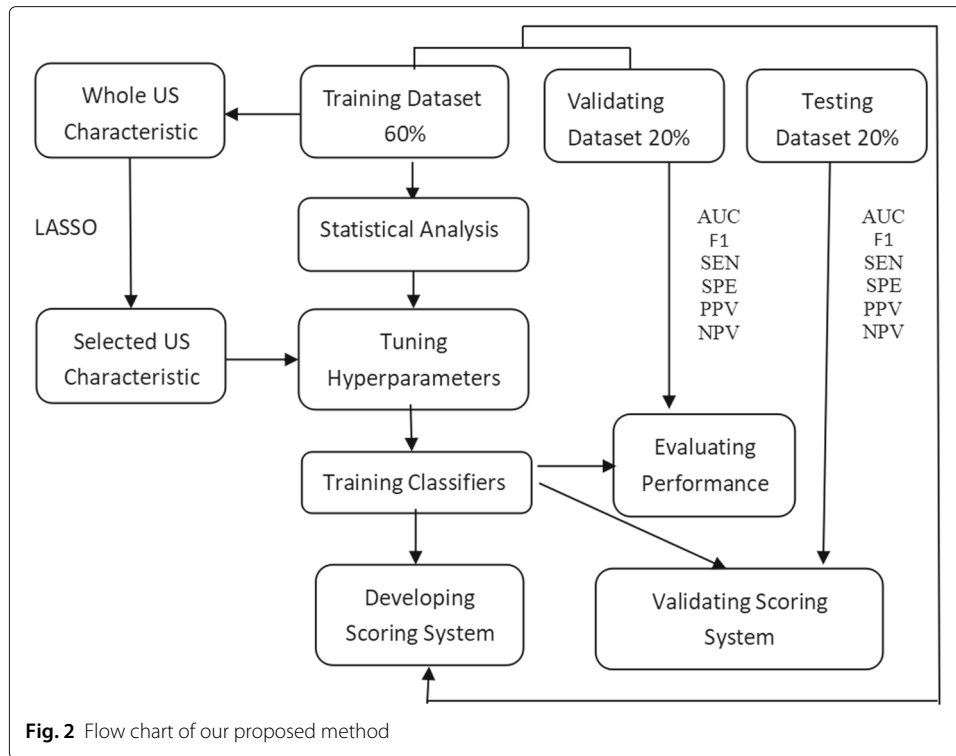 Whole US
Characteristic
Training Dataset
60%
Validating
Dataset 20%
Testing
Dataset 20%
LASSO
Statistical Analysis
AUC
F1
SEN
SPE
PPV
NPV
AUC
F1
SEN
SPE
PPV
NPV
Selected US
Characteristic
Tuning
Hyperparameters
Training Classifiers
Evaluating
Performance
Developing
Scoring System
Validating Scoring
System
Fig. 2 Flow chart of our proposed method